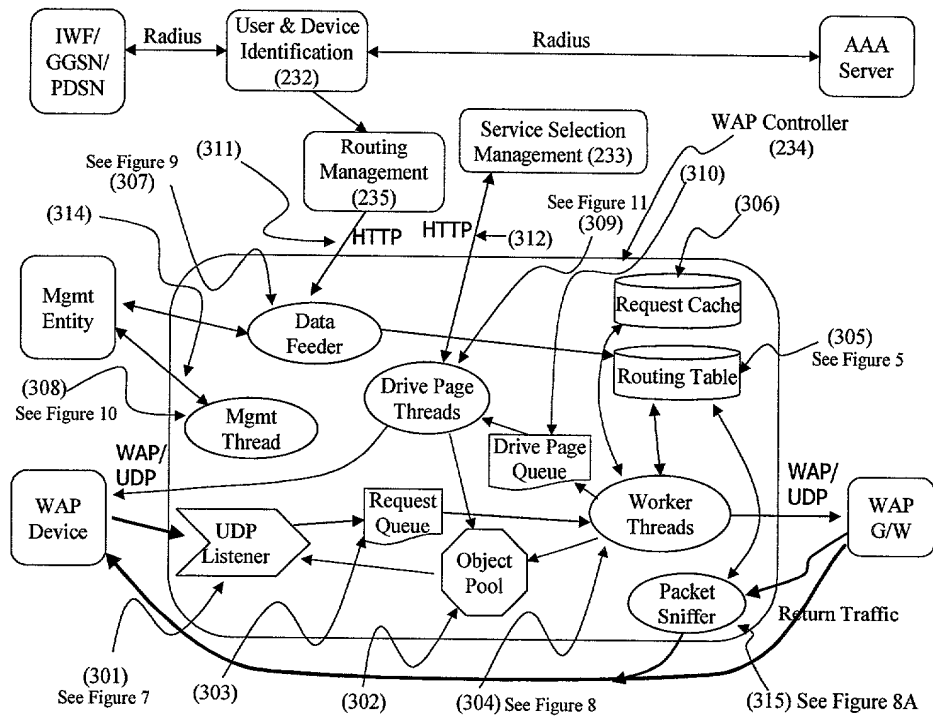 IWF/
GGSN/
PDSN
Radius
User & Device
Identification
(232)
Radius
AAA
Server
Routing
Management
(235)
Service Selection
Management (233)
WAP Controller
(234)
(311)
See Figure 9
(307)
(314)
HTTP
HTTP
(312)
See Figure 11
(309)
(310)
(306)
Mgmt
Entity
Data
Feeder
Request Cache
Routing Table
(305)
See Figure 5
(308)
See Figure 10
Mgmt
Thread
Drive Page
Threads
Drive Page
Queue
WAP/
UDP
WAP
Device
UDP
Listener
Request
Queue
Object
Pool
Worker
Threads
WAP/
UDP
WAP
G/W
Packet
Sniffer
Return Traffic
(301)
See Figure 7
(303)
(302)
(304) See Figure 8
(315) See Figure 8A